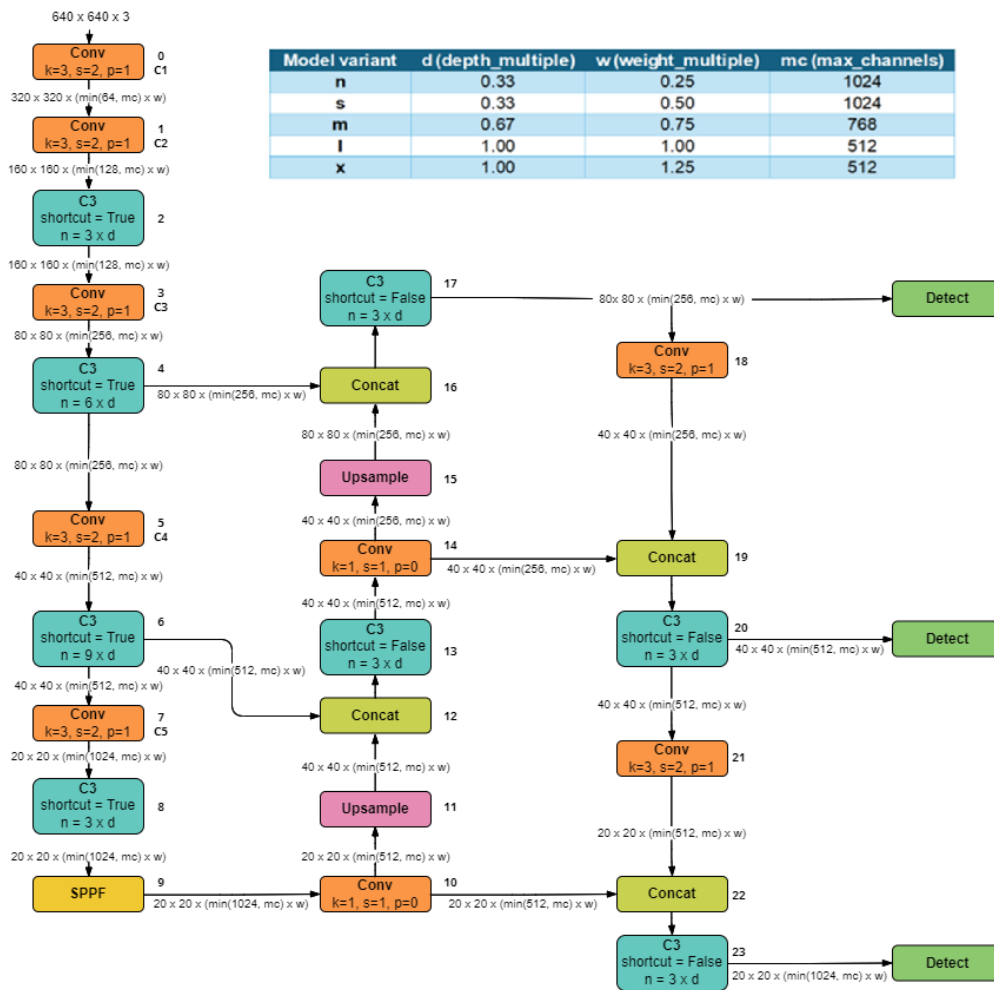 640 x 640 x 3
Conv
k=3, s=2, p=1
0
C1
320 x 320 x (min(64, mc) x w)
Conv
k=3, s=2, p=1
1
C2
160 x 160 x (min(128, mc) x w)
C3
shortcut = True
n = 3 x d
2
160 x 160 x (min(128, mc) x w)
Conv
k=3, s=2, p=1
3
C3
80 x 80 x (min(256, mc) x w)
C3
shortcut = True
n = 6 x d
4
80 x 80 x (min(256, mc) x w)
80 x 80 x (min(256, mc) x w)
Conv
k=3, s=2, p=1
5
C4
40 x 40 x (min(512, mc) x w)
C3
shortcut = True
n = 9 x d
6
40 x 40 x (min(512, mc) x w)
40 x 40 x (min(512, mc) x w)
Conv
k=3, s=2, p=1
7
C5
20 x 20 x (min(1024, mc) x w)
C3
shortcut = True
n = 3 x d
8
20 x 20 x (min(1024, mc) x w)
SPPF
9
20 x 20 x (min(1024, mc) x w)
Model variant d (depth_multiple) w (weight_multiple) mc (max_channels)
n 0.33 0.25 1024
s 0.33 0.50 1024
m 0.67 0.75 768
l 1.00 1.00 512
x 1.00 1.25 512
C3
shortcut = False
n = 3 x d
17
Concat
16
80 x 80 x (min(256, mc) x w)
Upsample
15
40 x 40 x (min(256, mc) x w)
Conv
k=1, s=1, p=0
14
40 x 40 x (min(256, mc) x w)
40 x 40 x (min(512, mc) x w)
C3
shortcut = False
n = 3 x d
13
Concat
12
40 x 40 x (min(512, mc) x w)
Upsample
11
20 x 20 x (min(512, mc) x w)
Conv
k=1, s=1, p=0
10
20 x 20 x (min(512, mc) x w)
80x 80 x (min(256, mc) x w)
Detect
Conv
k=3, s=2, p=1
18
40 x 40 x (min(256, mc) x w)
Concat
19
C3
shortcut = False
n = 3 x d
20
40 x 40 x (min(512, mc) x w)
Detect
40 x 40 x (min(512, mc) x w)
Conv
k=3, s=2, p=1
21
20 x 20 x (min(512, mc) x w)
Concat
22
C3
shortcut = False
n = 3 x d
23
20 x 20 x (min(1024, mc) x w)
Detect